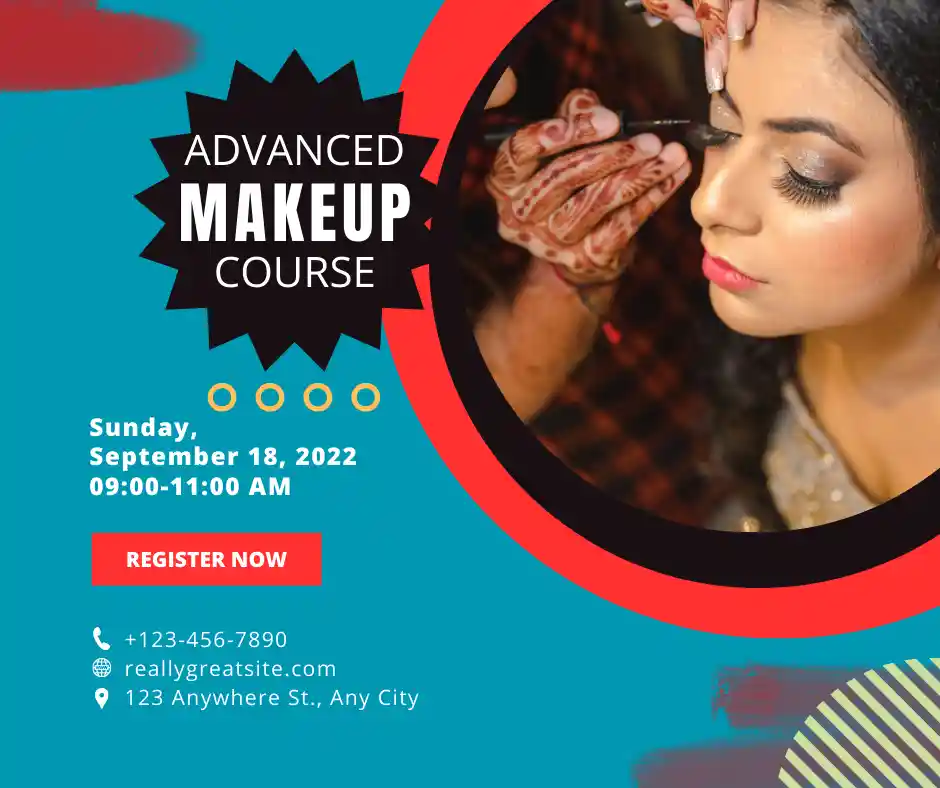 ADVANCED
MAKEUP
COURSE
Sunday,
September 18, 2022
09:00-11:00 AM
REGISTER NOW
+123-456-7890
reallygreatsite.com
123 Anywhere St., Any City